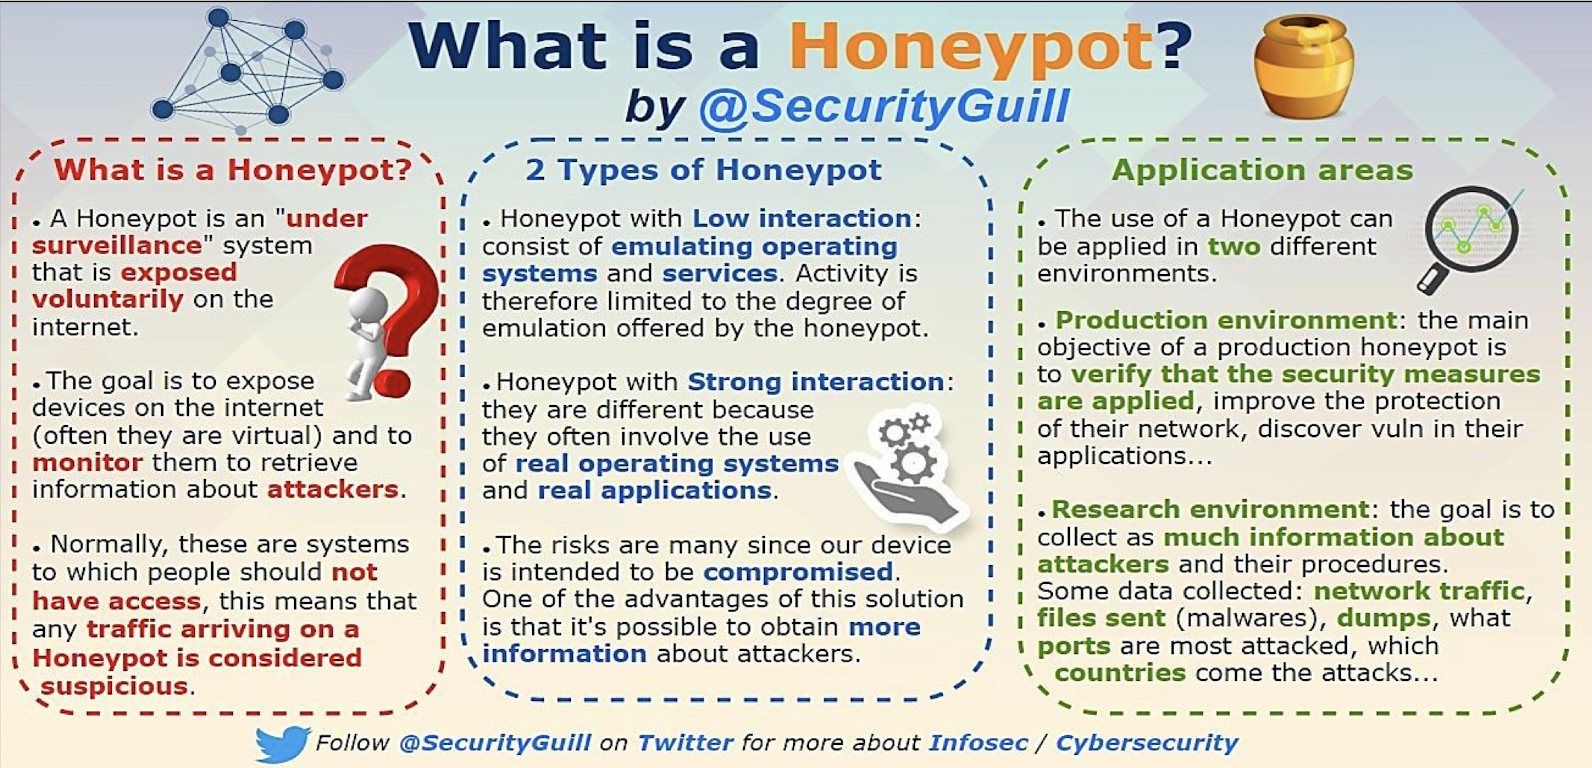 What is a Honeypot?
by @SecurityGuill
What is a Honeypot?
. A Honeypot is an "under
surveillance" system
that is exposed
voluntarily on the
internet.
. The goal is to expose
devices on the internet
(often they are virtual) and to
monitor them to retrieve
information about attackers.
. Normally, these are systems
to which people should not
have access, this means that
any traffic arriving on a
Honeypot is considered
suspicious.
2 Types of Honeypot
. Honeypot with Low interaction:
consist of emulating operating
systems and services. Activity is
therefore limited to the degree of
emulation offered by the honeypot.
. Honeypot with Strong interaction:
they are different because
they often involve the use
of real operating systems
and real applications.
. The risks are many since our device
is intended to be compromised.
One of the advantages of this solution
is that it's possible to obtain more
information about attackers.
Application areas
. The use of a Honeypot can
be applied in two different
environments.
. Production environment: the main
objective of a production honeypot is
to verify that the security measures
are applied, improve the protection
of their network, discover vuln in their
applications...
. Research environment: the goal is to
collect as much information about
attackers and their procedures.
Some data collected: network traffic,
files sent (malwares), dumps, what
ports are most attacked, which
countries come the attacks...
Follow @SecurityGuill on Twitter for more about Infosec / Cybersecurity